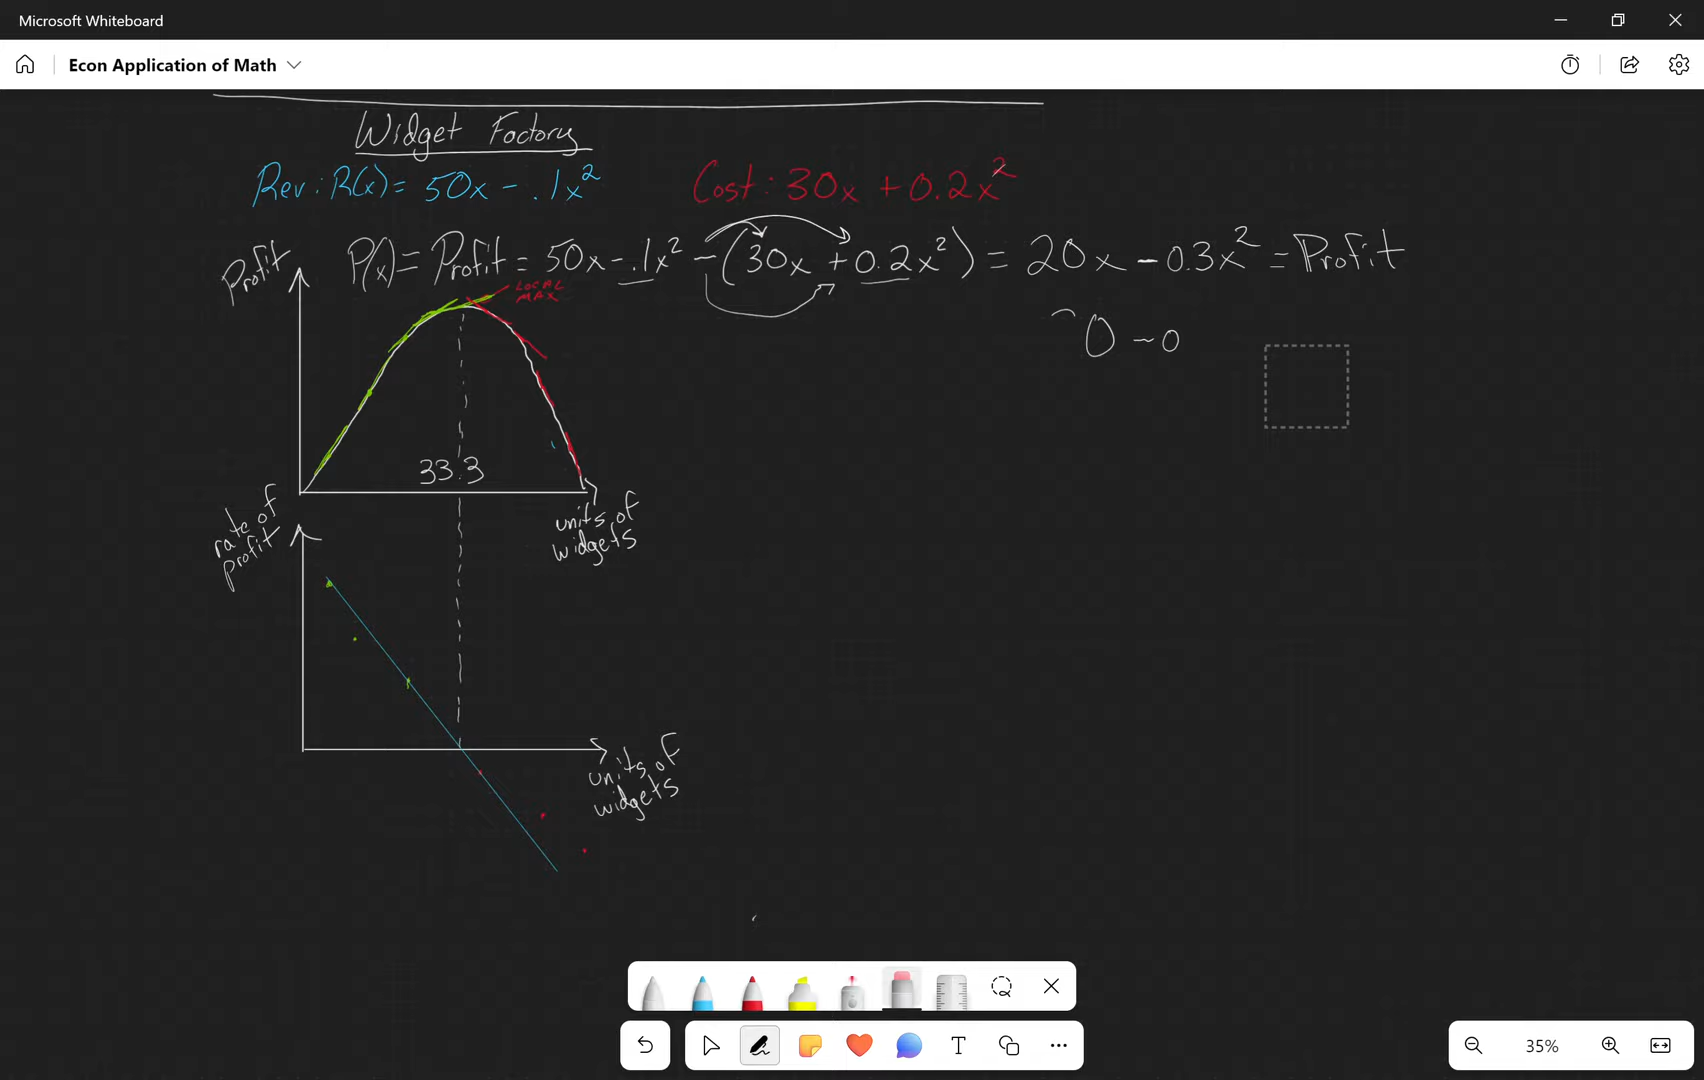 Microsoft Whiteboard
Econ Application of Math
Widget Factory
Rev: R(x) = 50x - .1x²
Cost: 30x + 0.2x²
P(x) = Profit = 50x - .1x² - (30x + 0.2x²) = 20x - 0.3x² = Profit
Profit
LOCAL
MAX
0 - 0
33.3
units of
widgets
rate of
profit
units of
widgets
35%